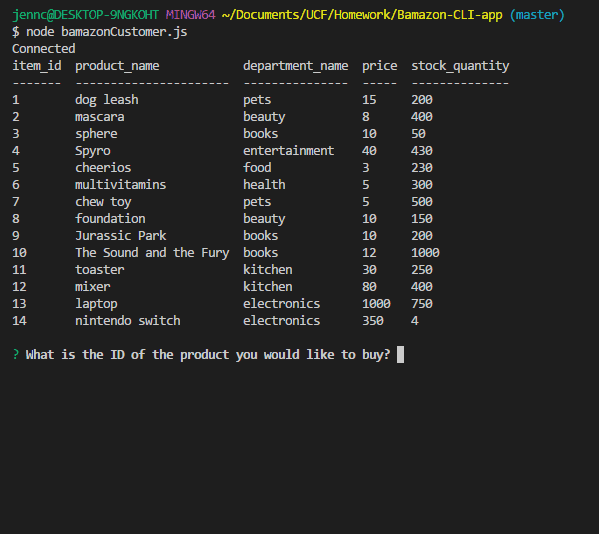 jennc@DESKTOP-9NGKOHT MINGW64 ~/Documents/UCF/Homework/Bamazon-CLI-app (master)
$ node bamazonCustomer.js
Connected
item_id  product_name            department_name  price  stock_quantity
-------  ----------------------  ---------------  -----  --------------
1        dog leash               pets             15     200
2        mascara                 beauty           8      400
3        sphere                  books            10     50
4        Spyro                   entertainment    40     430
5        cheerios                food             3      230
6        multivitamins           health           5      300
7        chew toy                pets             5      500
8        foundation              beauty           10     150
9        Jurassic Park           books            10     200
10       The Sound and the Fury  books            12     1000
11       toaster                 kitchen          30     250
12       mixer                   kitchen          80     400
13       laptop                  electronics      1000   750
14       nintendo switch         electronics      350    4
? What is the ID of the product you would like to buy?